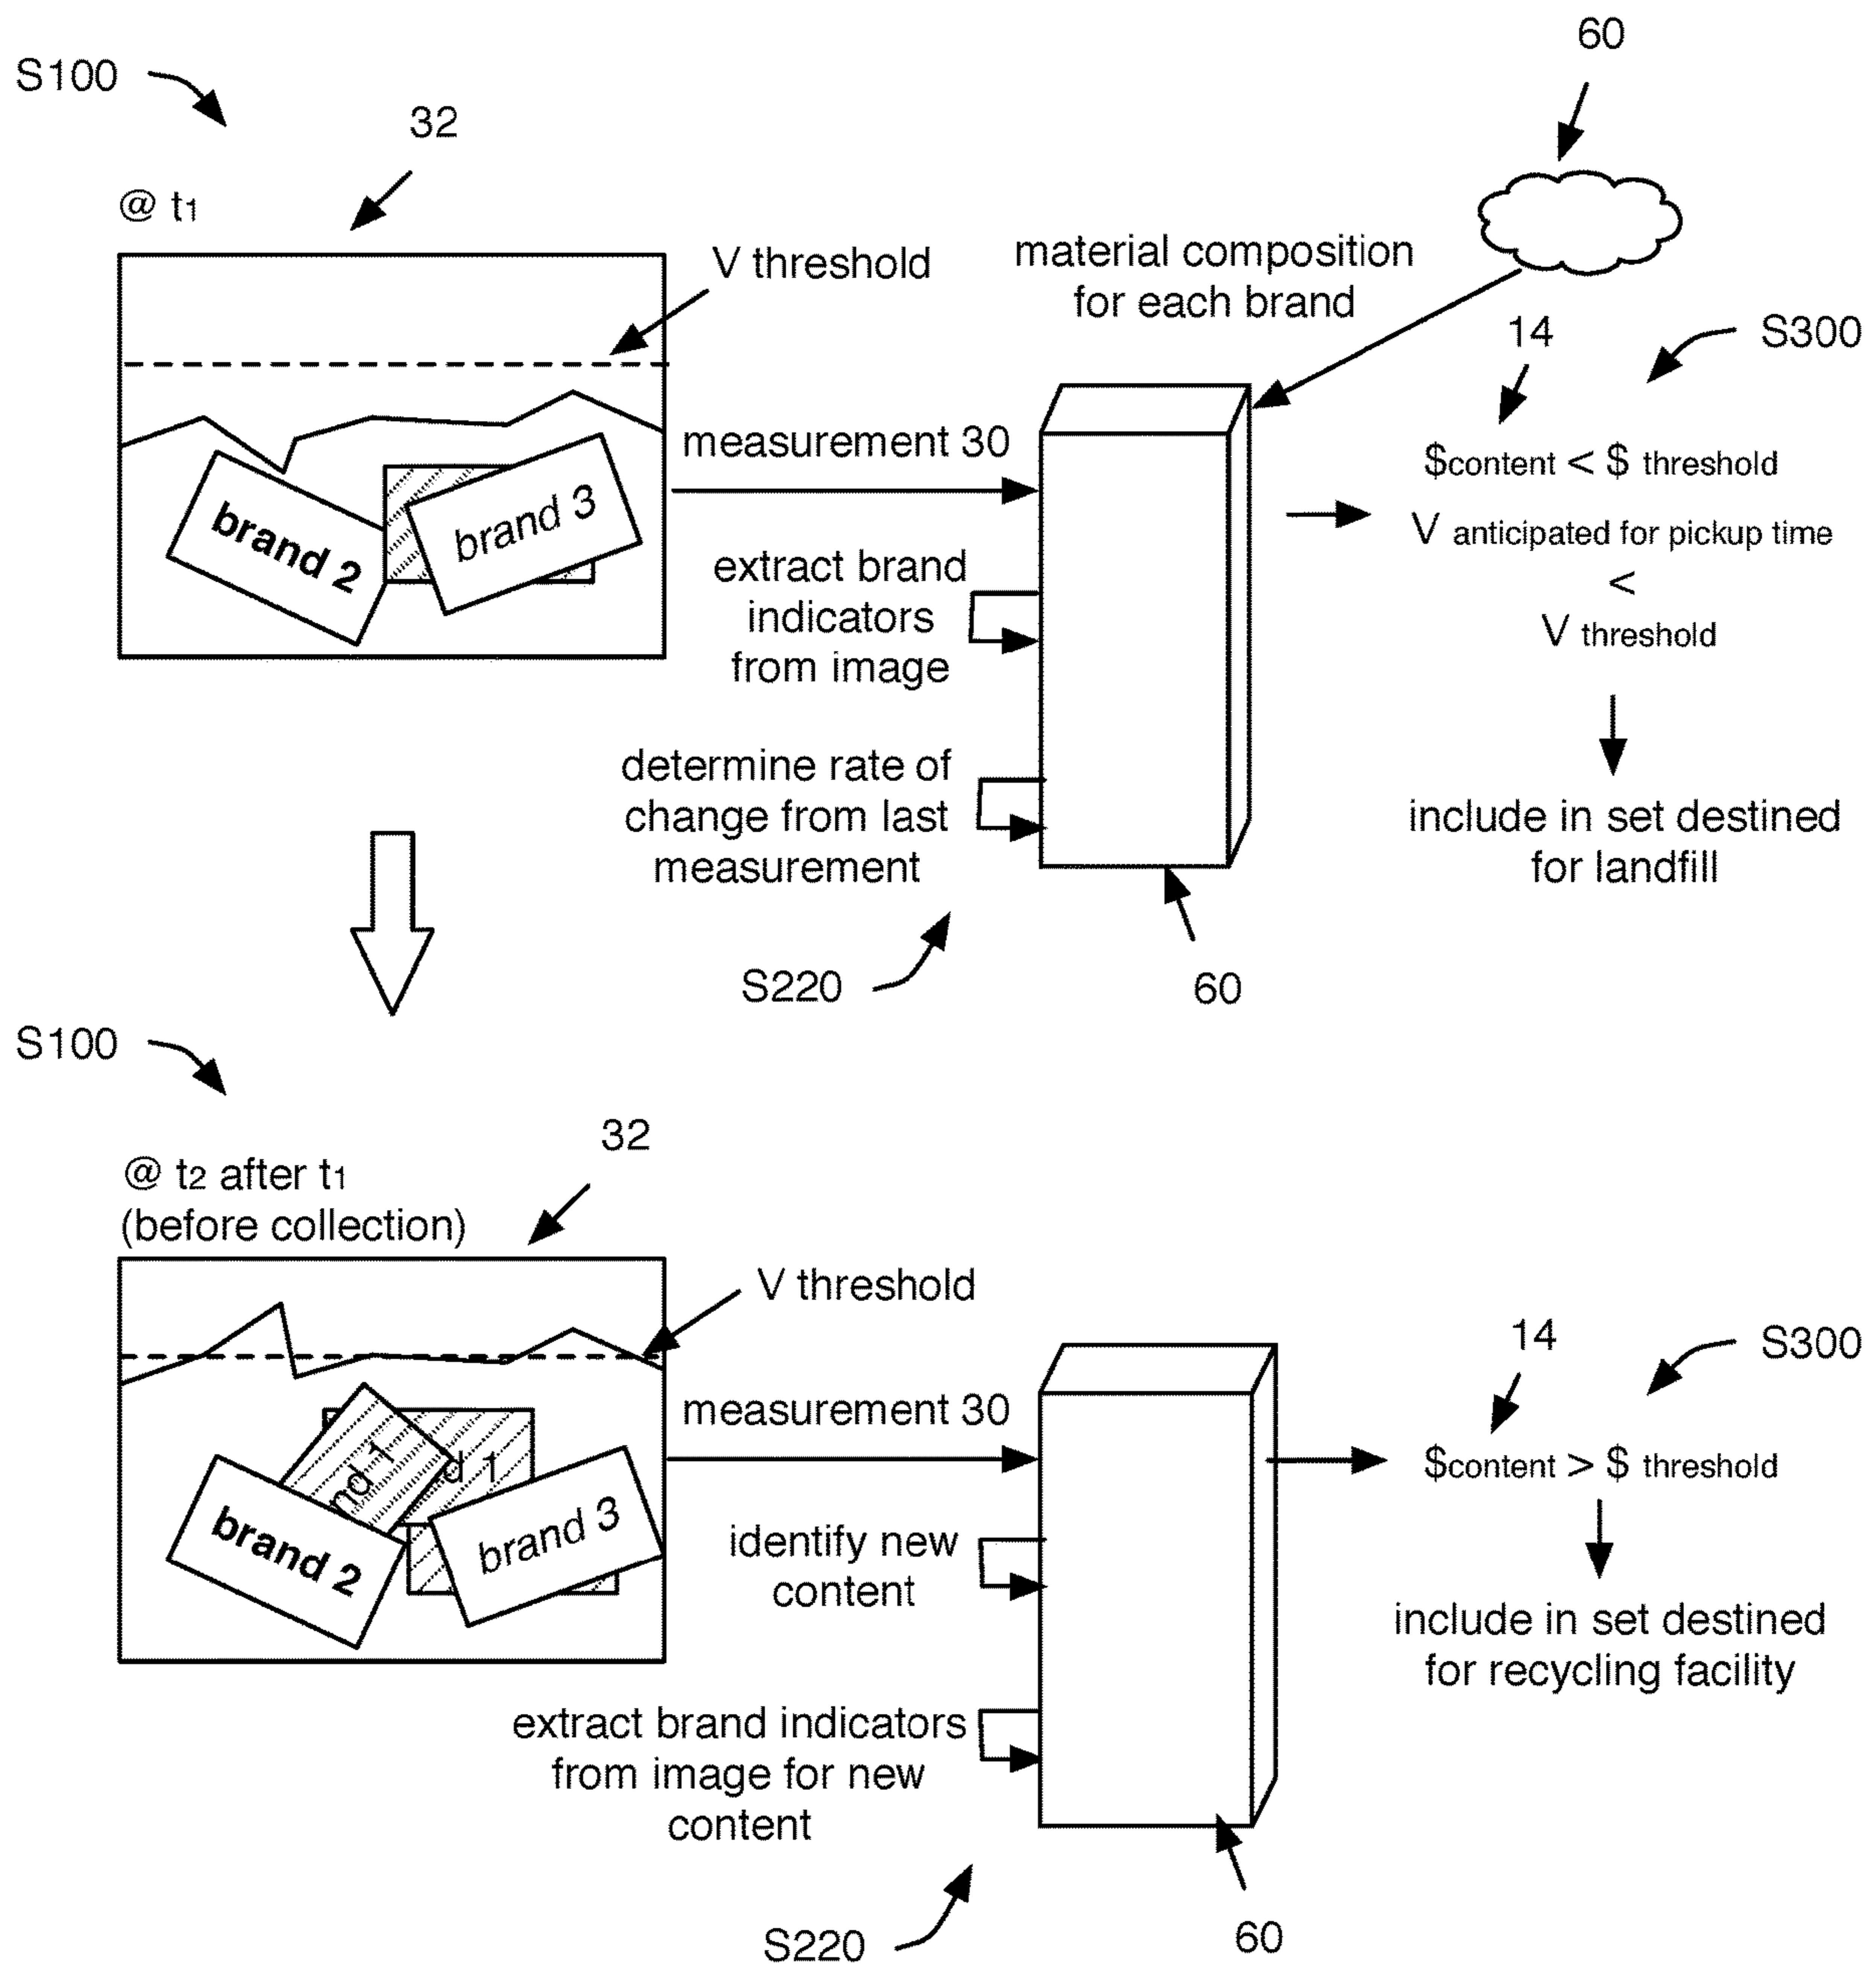 60
S100
32
@ t1
V threshold
material composition
for each brand
14
S300
measurement 30
$content < $ threshold
V anticipated for pickup time
<
V threshold
brand 2
brand 3
extract brand
indicators
from image
determine rate of
change from last
measurement
include in set destined
for landfill
S220
60
S100
32
@ t2 after t1
(before collection)
V threshold
14
S300
measurement 30
$content > $ threshold
nd 1
d 1
brand 2
brand 3
identify new
content
include in set destined
for recycling facility
extract brand indicators
from image for new
content
S220
60